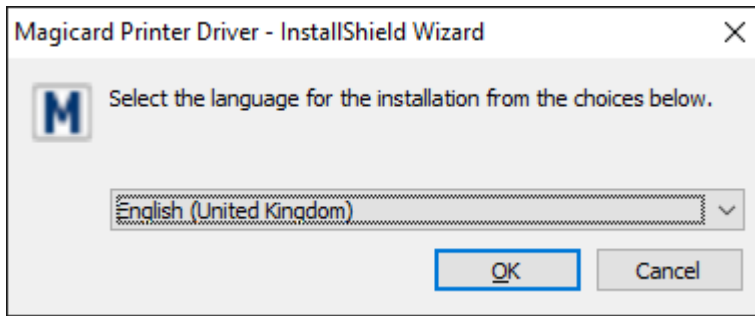 Magicard Printer Driver - InstallShield Wizard
M
Select the language for the installation from the choices below.
English (United Kingdom)
OK
Cancel